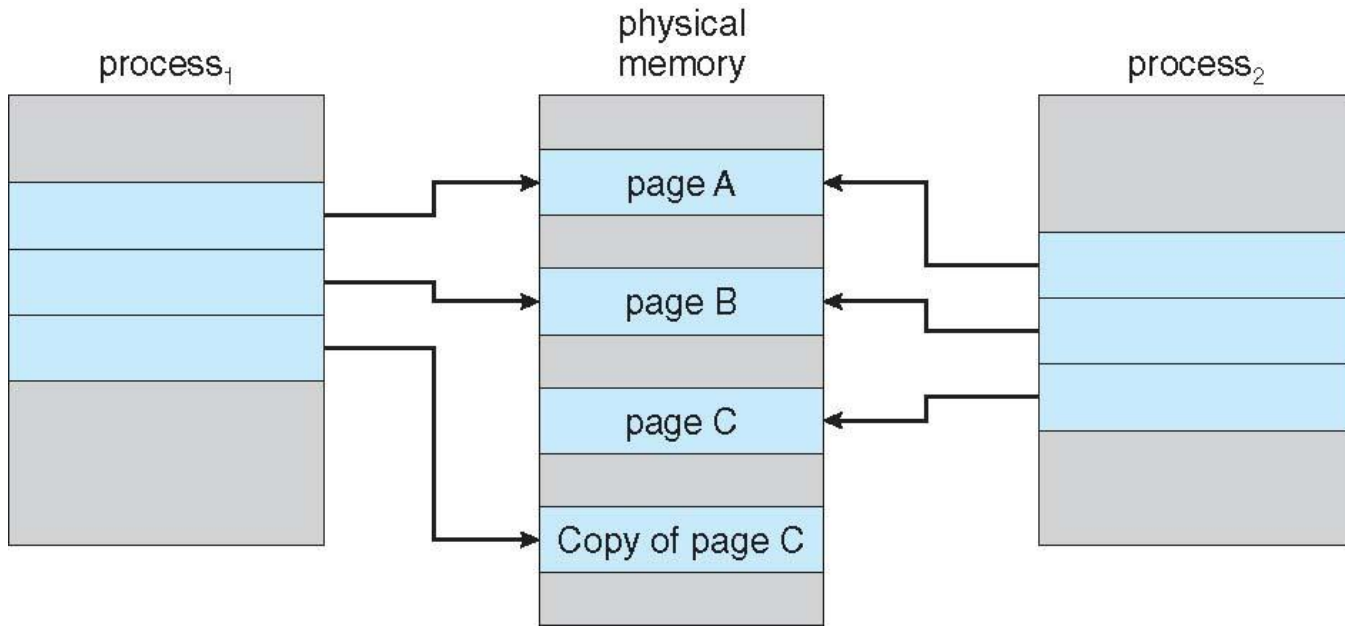 process₁
physical
memory
process₂
page A
page B
page C
Copy of page C